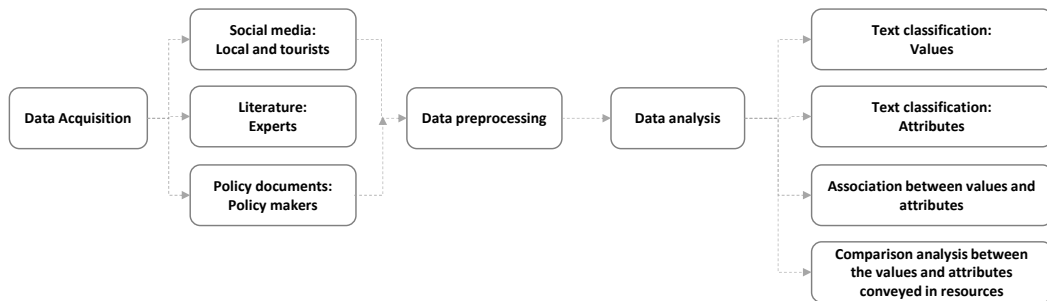 Data Acquisition
Social media:
Local and tourists
Literature:
Experts
Policy documents:
Policy makers
Data preprocessing
Data analysis
Text classification:
Values
Text classification:
Attributes
Association between values and
attributes
Comparison analysis between
the values and attributes
conveyed in resources